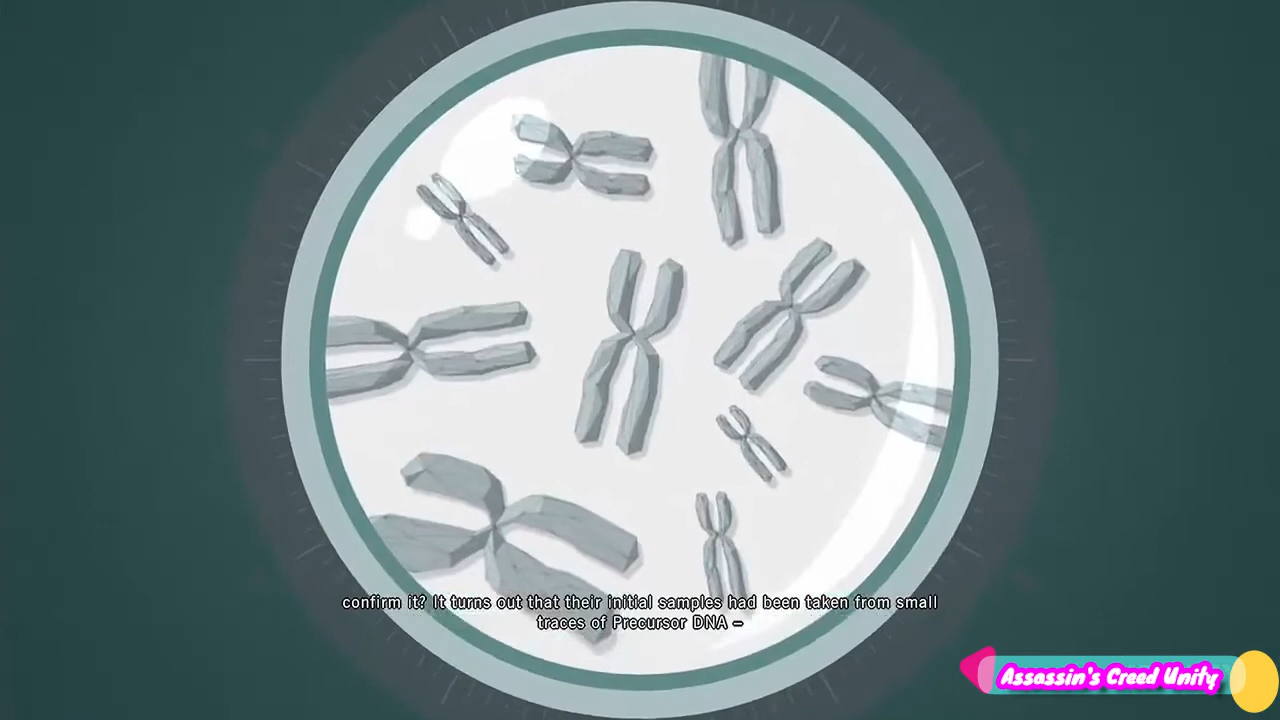 confirm it? It turns out that their initial samples had been taken from small
traces of Precursor DNA –
Assassin's Creed Unity